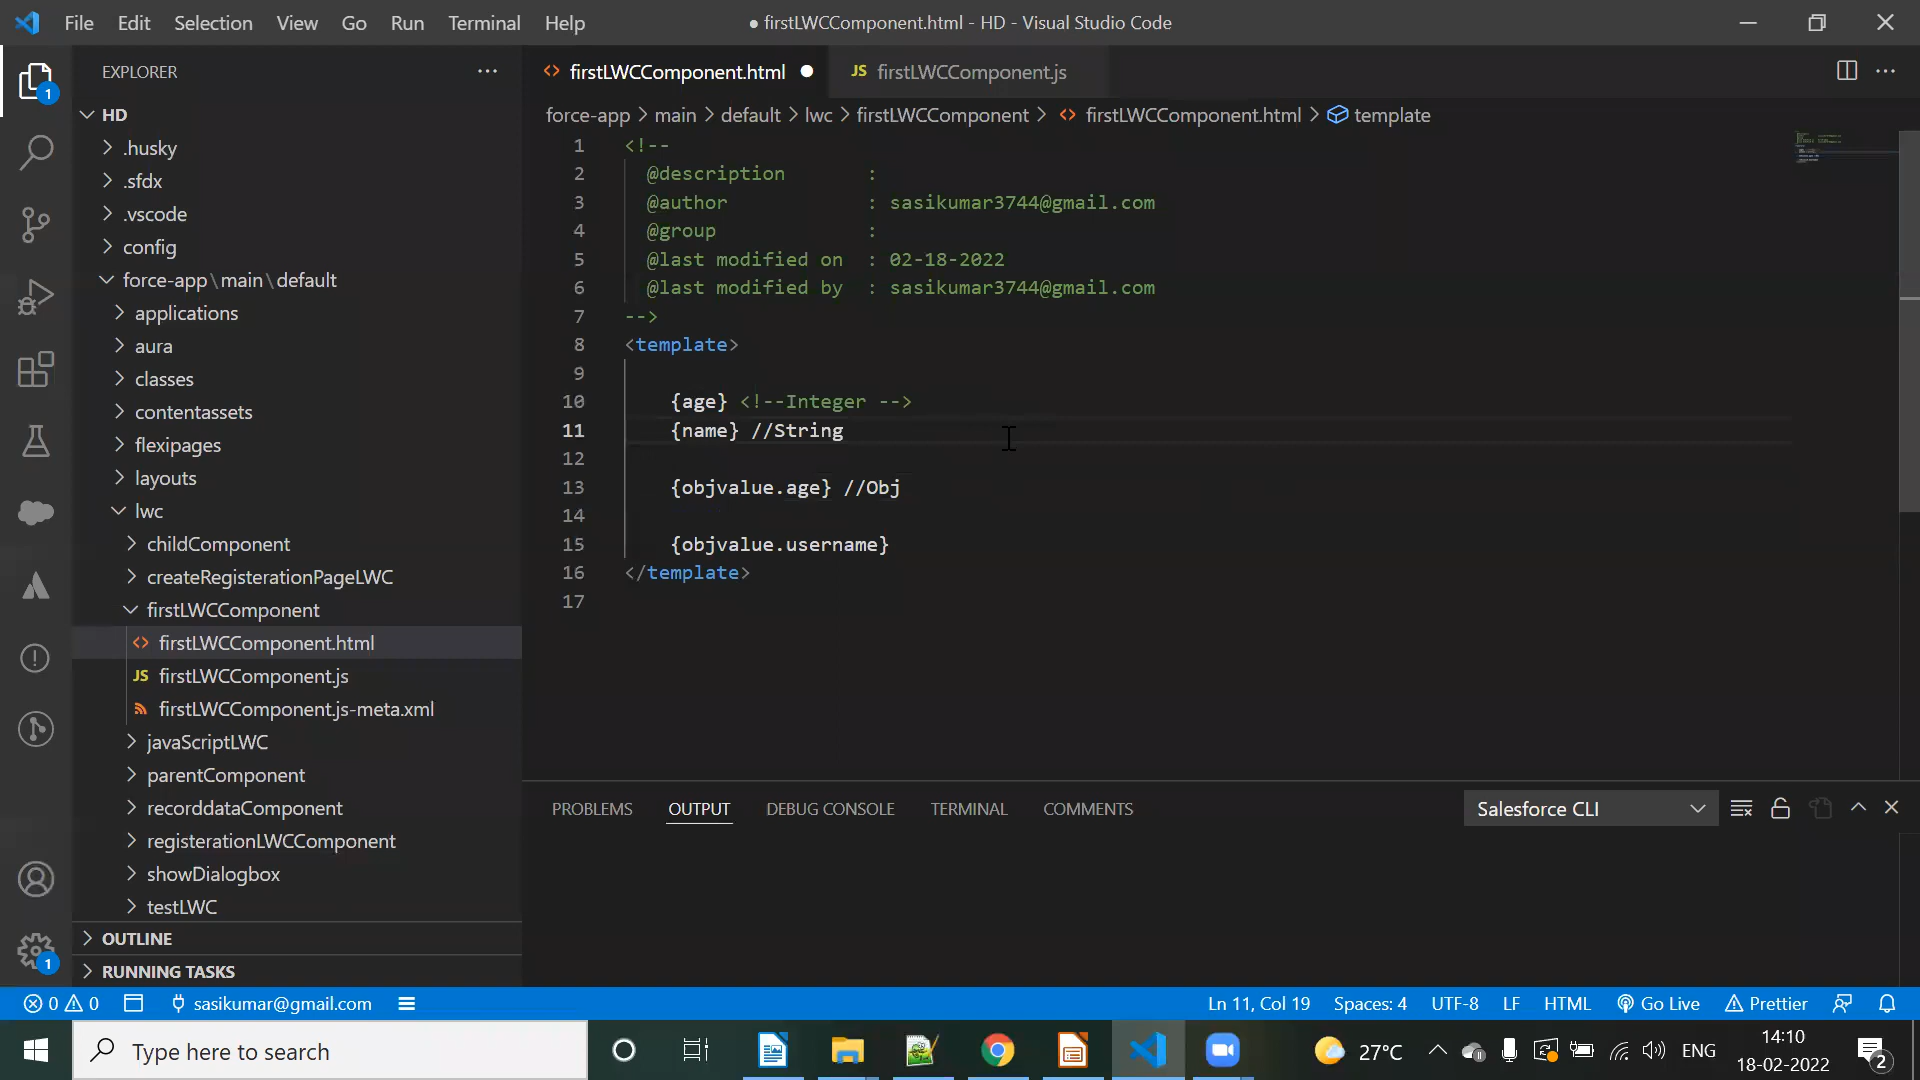 File Edit Selection View Go Run Terminal Help
● firstLWCComponent.html - HD - Visual Studio Code
EXPLORER
1
HD
.husky
.sfdx
.vscode
config
force-app\main\default
applications
aura
classes
contentassets
flexipages
layouts
lwc
childComponent
createRegisterationPageLWC
firstLWCComponent
firstLWCComponent.html
JS firstLWCComponent.js
firstLWCComponent.js-meta.xml
javaScriptLWC
parentComponent
recorddataComponent
registerationLWCComponent
showDialogbox
testLWC
OUTLINE
RUNNING TASKS
1
firstLWCComponent.html
JS firstLWCComponent.js
force-app > main > default > lwc > firstLWCComponent > firstLWCComponent.html > template
1 <!--
2 @description :
3 @author : sasikumar3744@gmail.com
4 @group :
5 @last modified on : 02-18-2022
6 @last modified by : sasikumar3744@gmail.com
7 -->
8 <template>
9
10 {age} <!--Integer -->
11 {name} //String
12
13 {objvalue.age} //Obj
14
15 {objvalue.username}
16 </template>
17
PROBLEMS OUTPUT DEBUG CONSOLE TERMINAL COMMENTS
Salesforce CLI
0 0 sasikumar@gmail.com
Ln 11, Col 19 Spaces: 4 UTF-8 LF HTML Go Live Prettier
Type here to search
27°C ENG
14:10
18-02-2022
2